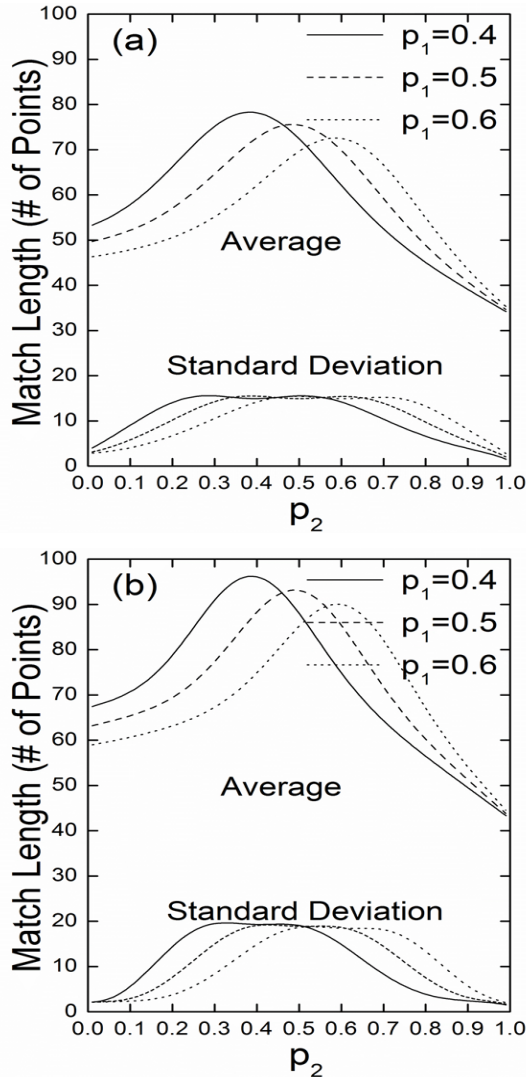 100
(a)
p1=0.4
90
80
p1=0.5
70
p1=0.6
60
50
Average
40
30
Standard Deviation
20
10
0
0.0 0.1 0.2 0.3 0.4 0.5 0.6 0.7 0.8 0.9 1.0
p2
Match Length (# of Points)
100
(b)
p1=0.4
90
p1=0.5
80
p1=0.6
70
60
50
Average
40
30
Standard Deviation
20
10
0
0.0 0.1 0.2 0.3 0.4 0.5 0.6 0.7 0.8 0.9 1.0
p2
Match Length (# of Points)